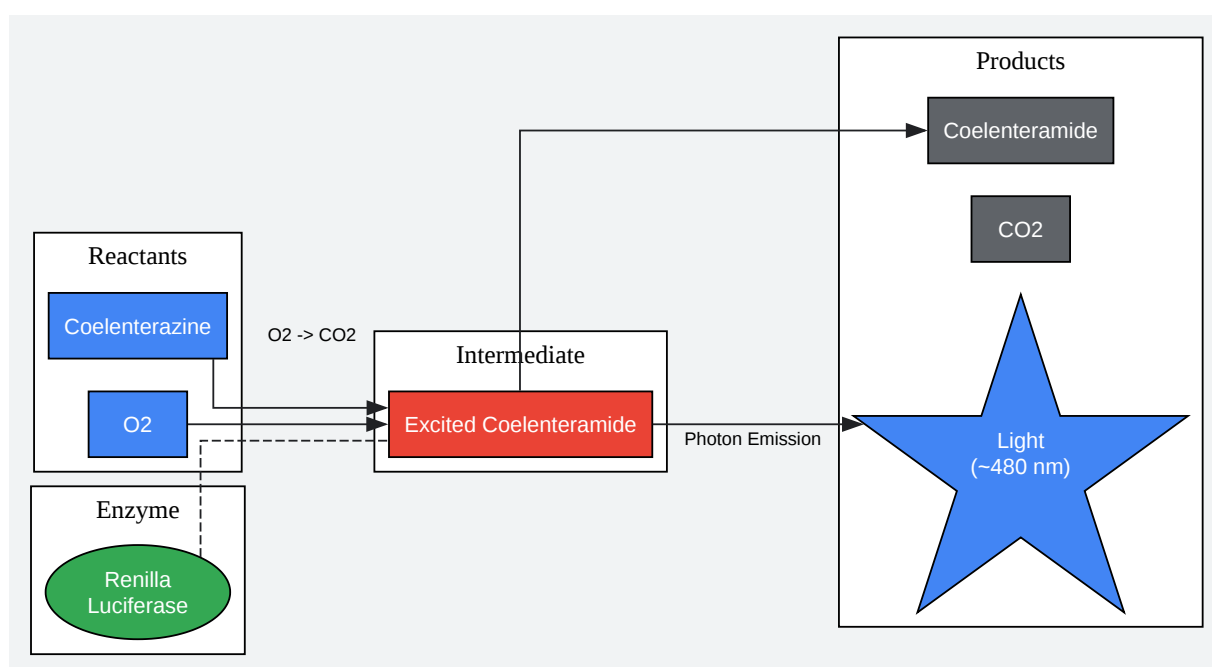 Reactants
Coelenterazine
O2
O2 -> CO2
Enzyme
Renilla
Luciferase
Intermediate
Excited Coelenteramide
Photon Emission
Products
Coelenteramide
CO2
Light
(~480 nm)